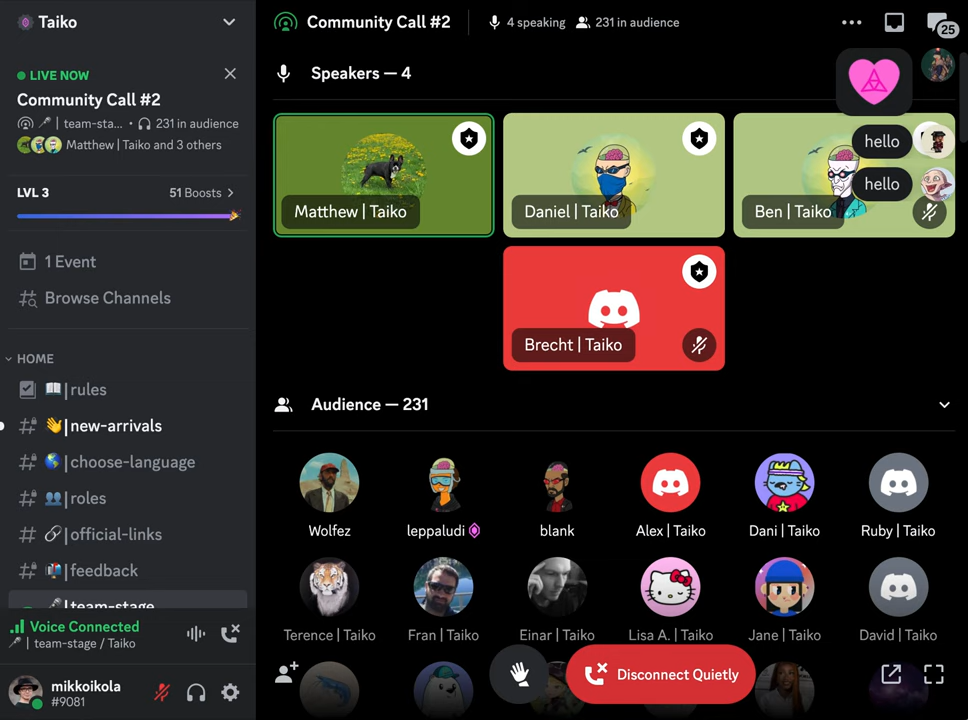 Taiko
LIVE NOW
Community Call #2
| team-sta... • 231 in audience
Matthew | Taiko and 3 others
LVL 3
51 Boosts
1 Event
Browse Channels
HOME
| rules
| new-arrivals
| choose-language
| roles
| official-links
| feedback
| team-stage
Voice Connected
| team-stage / Taiko
mikkoikola
#9081
Community Call #2
4 speaking
231 in audience
25
Speakers — 4
hello
hello
Matthew | Taiko
Daniel | Taiko
Ben | Taiko
Brecht | Taiko
Audience — 231
Wolfez
leppaludi
blank
Alex | Taiko
Dani | Taiko
Ruby | Taiko
Terence | Taiko
Fran | Taiko
Einar | Taiko
Lisa A. | Taiko
Jane | Taiko
David | Taiko
Disconnect Quietly